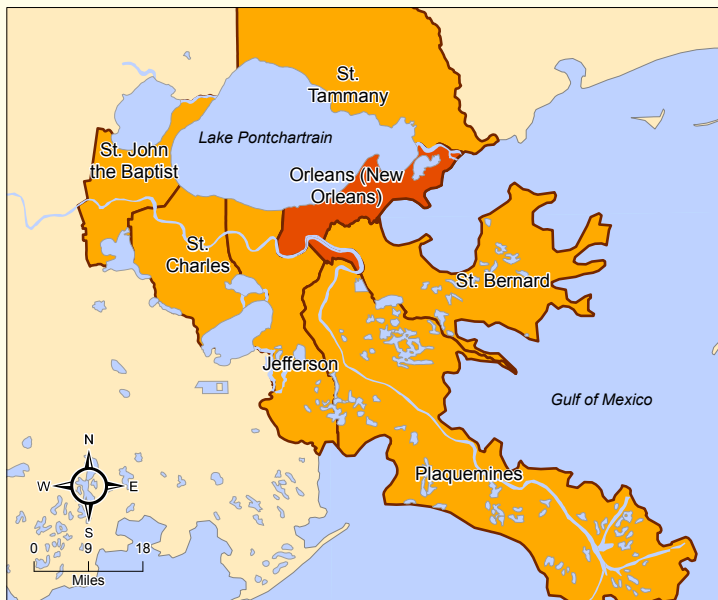 St.
Tammany
Lake Pontchartrain
St. John
the Baptist
Orleans (New
Orleans)
St.
Charles
St. Bernard
Jefferson
Gulf of Mexico
Plaquemines
N
W
E
S
0
9
18
Miles